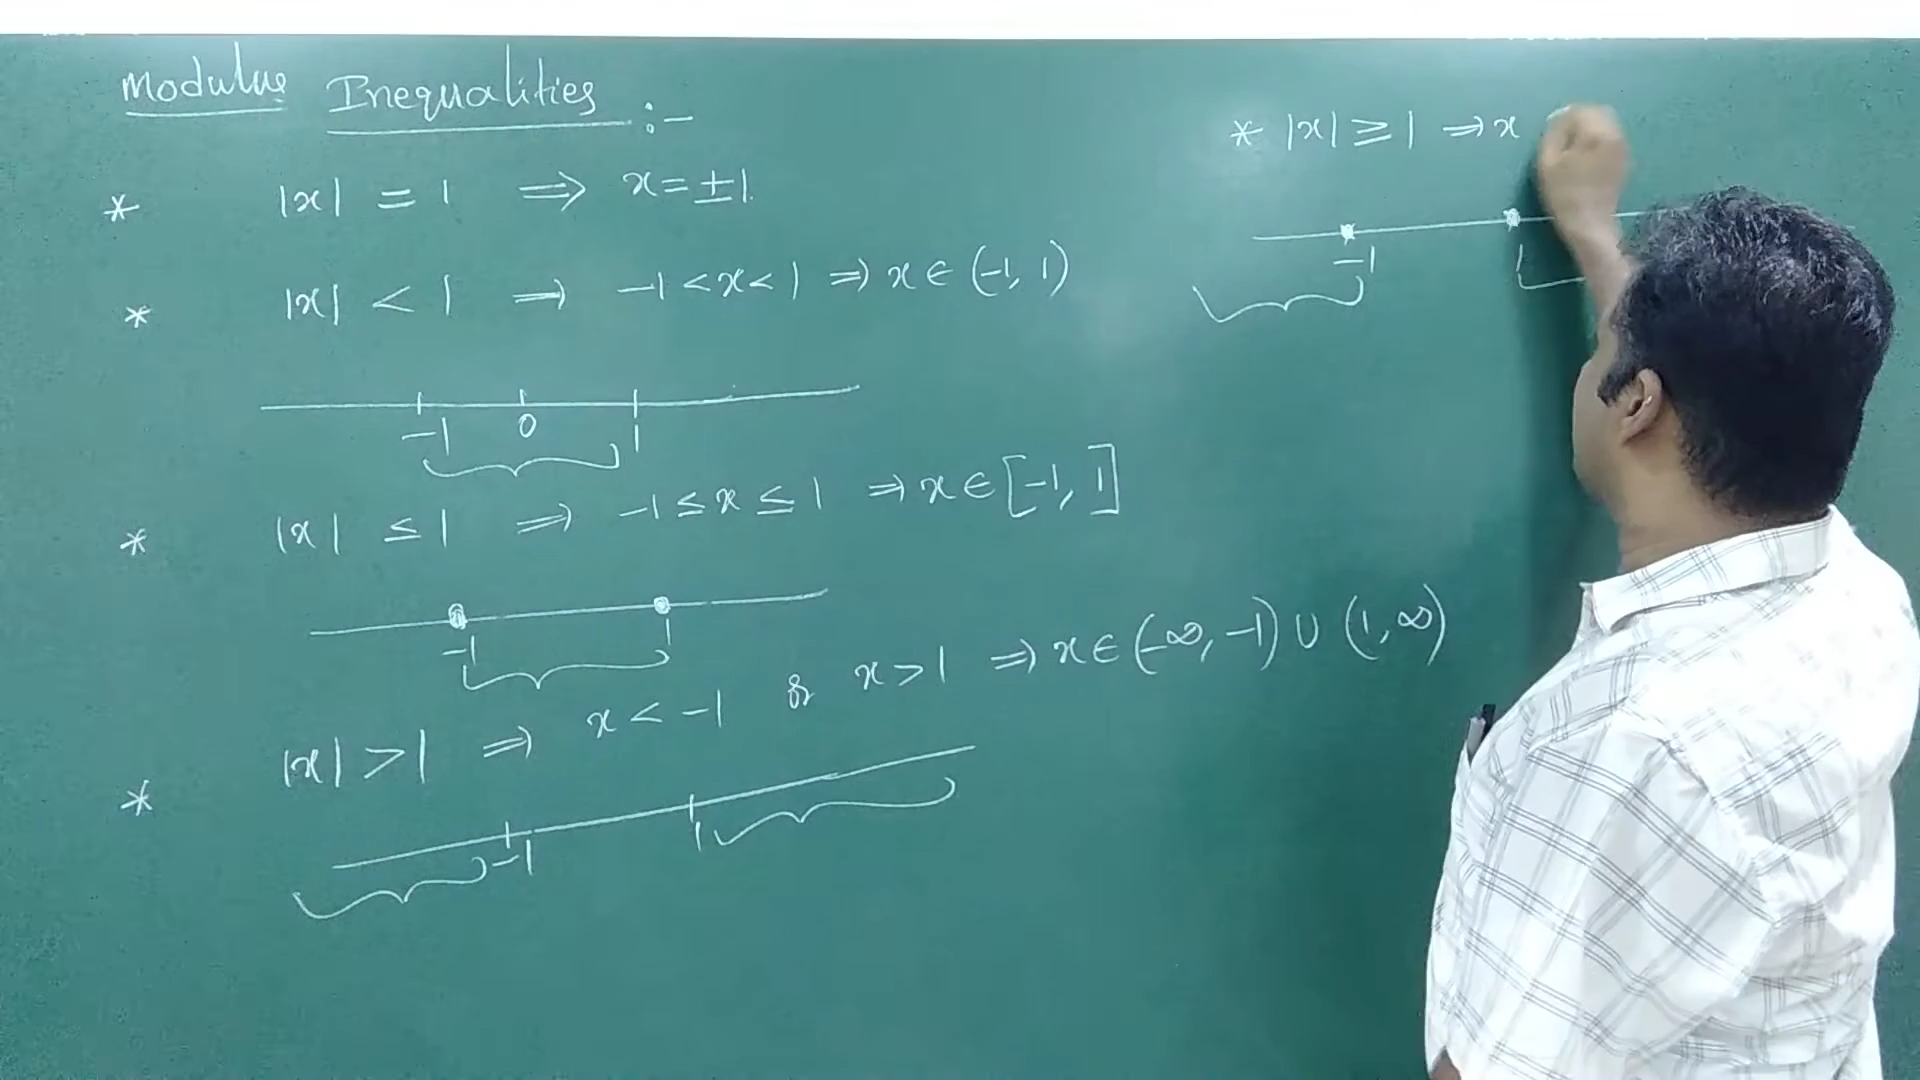 Modulus Inequalities :-
* |x| = 1 ⇒ x = ±1.
* |x| < 1 ⇒ -1 < x < 1 ⇒ x ∈ (-1, 1)
-1 0 1
* |x| ≤ 1 ⇒ -1 ≤ x ≤ 1 ⇒ x ∈ [-1, 1]
-1 1
* |x| > 1 ⇒ x < -1 or x > 1 ⇒ x ∈ (-∞, -1) ∪ (1, ∞)
-1 1
* |x| ≥ 1 ⇒ x
-1